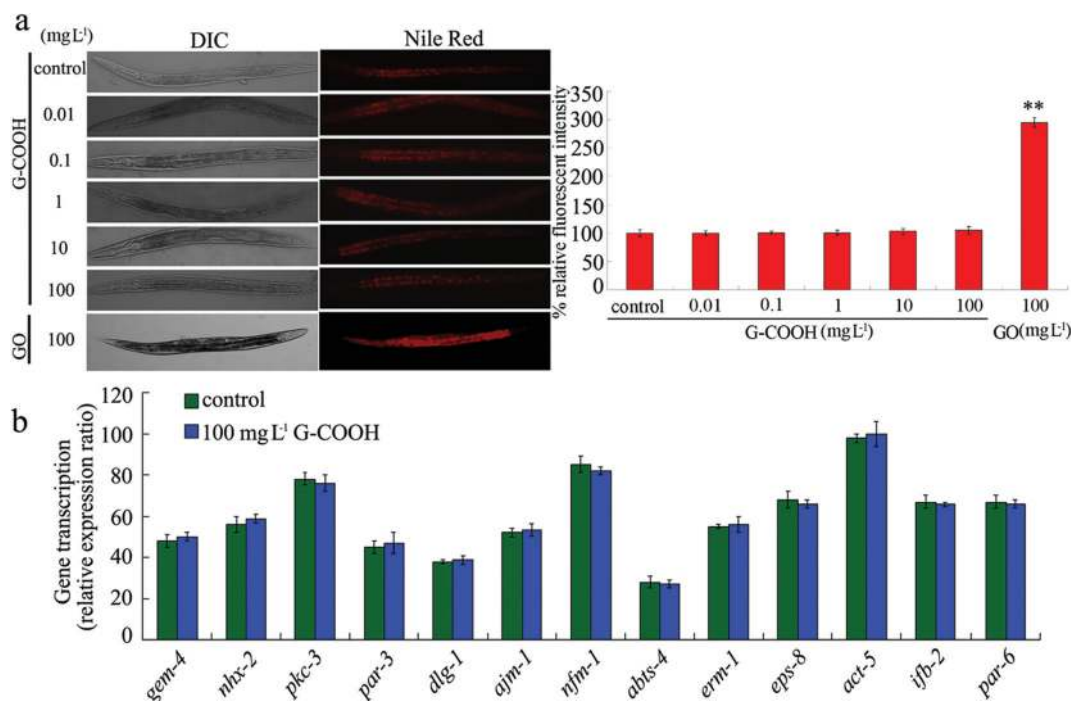 a
(mg L-1)
DIC
Nile Red
G-COOH
control
0.01
0.1
1
10
100
GO
100
% relative fluorescent intensity
350
300
250
200
150
100
50
0
**
control 0.01 0.1 1 10 100 100
G-COOH (mg L-1) GO(mg L-1)
b
Gene transcription
(relative expression ratio)
120
100
80
60
40
20
0
control
100 mg L-1 G-COOH
gem-4 nhx-2 pkc-3 par-3 dlg-1 ajm-1 nfm-1 abts-4 erm-1 eps-8 act-5 ifb-2 par-6